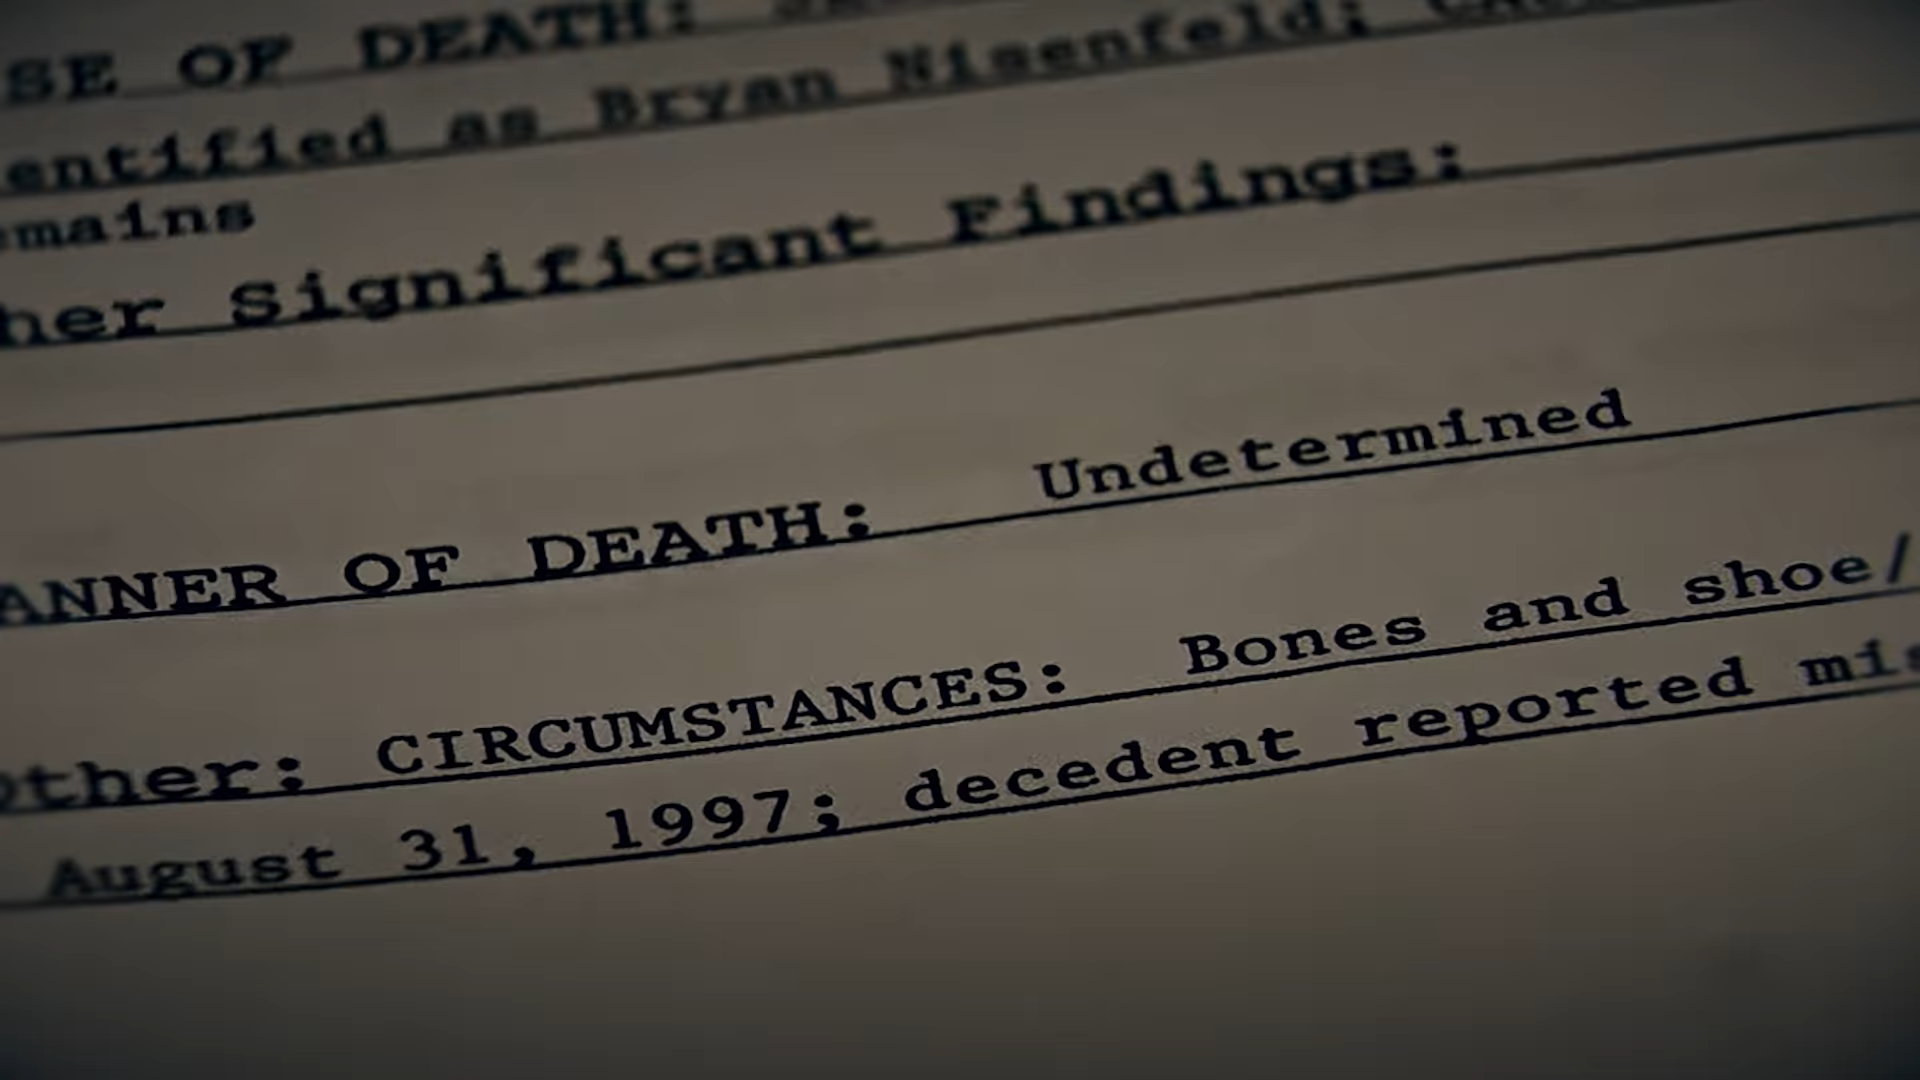 SE OF DEATH:
entified as Bryan Nisenfeld;
mains
her Significant Findings:
ANNER OF DEATH: Undetermined
other: CIRCUMSTANCES: Bones and shoe/
August 31, 1997; decedent reported mis